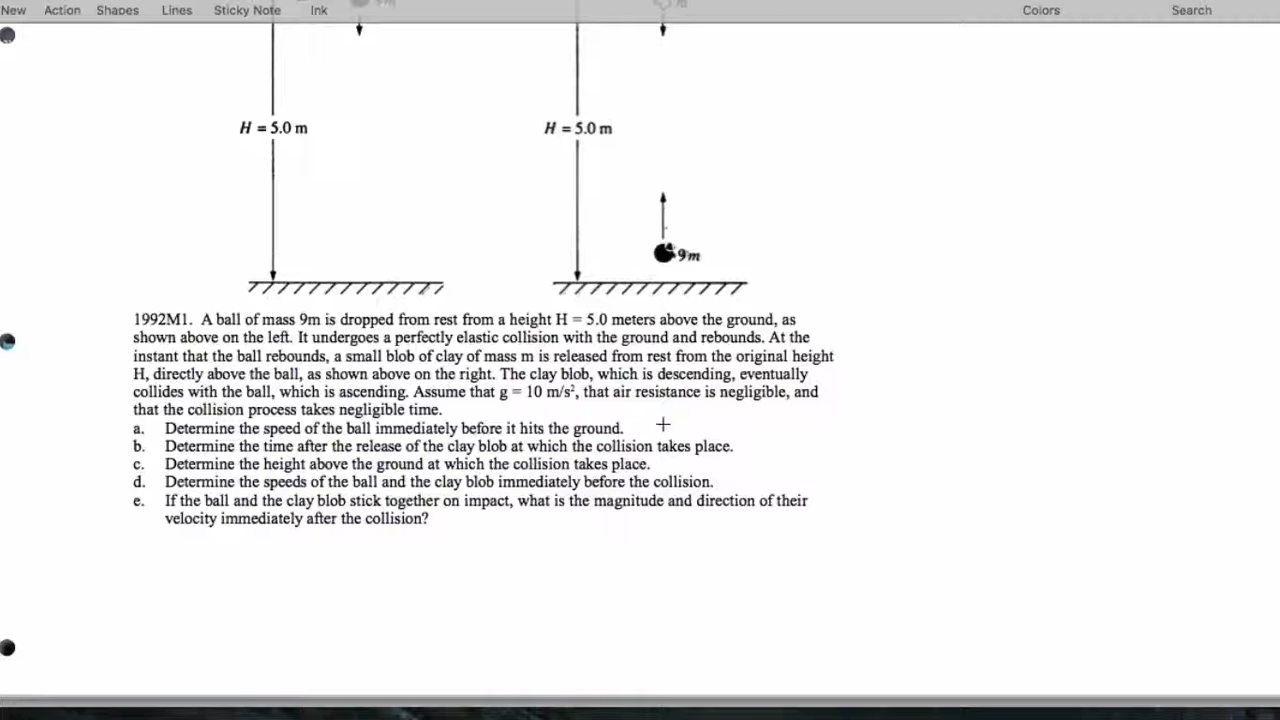 New Action Shapes Lines Sticky Note Ink Colors Search
H = 5.0 m H = 5.0 m
9m
1992M1. A ball of mass 9m is dropped from rest from a height H = 5.0 meters above the ground, as
shown above on the left. It undergoes a perfectly elastic collision with the ground and rebounds. At the
instant that the ball rebounds, a small blob of clay of mass m is released from rest from the original height
H, directly above the ball, as shown above on the right. The clay blob, which is descending, eventually
collides with the ball, which is ascending. Assume that g = 10 m/s², that air resistance is negligible, and
that the collision process takes negligible time.
a. Determine the speed of the ball immediately before it hits the ground.
b. Determine the time after the release of the clay blob at which the collision takes place.
c. Determine the height above the ground at which the collision takes place.
d. Determine the speeds of the ball and the clay blob immediately before the collision.
e. If the ball and the clay blob stick together on impact, what is the magnitude and direction of their
velocity immediately after the collision?